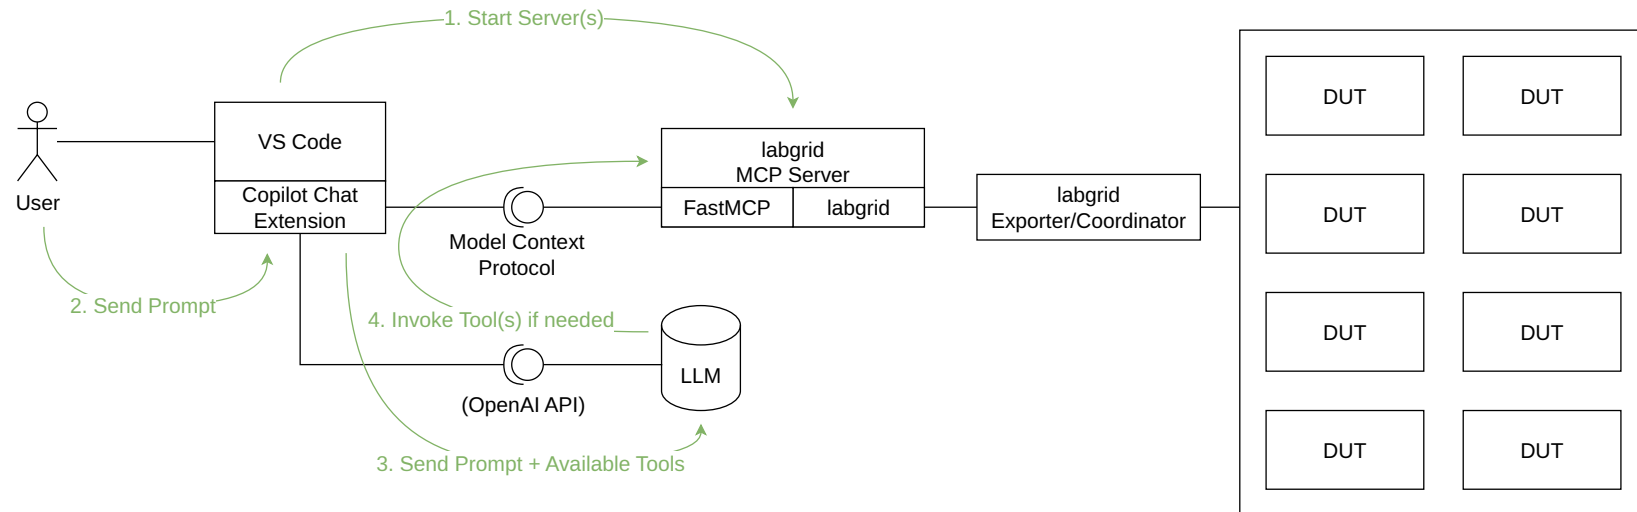 1. Start Server(s)
User
VS Code
Copilot Chat
Extension
2. Send Prompt
Model Context
Protocol
labgrid
MCP Server
FastMCP
labgrid
labgrid
Exporter/Coordinator
4. Invoke Tool(s) if needed
LLM
(OpenAI API)
3. Send Prompt + Available Tools
DUT
DUT
DUT
DUT
DUT
DUT
DUT
DUT